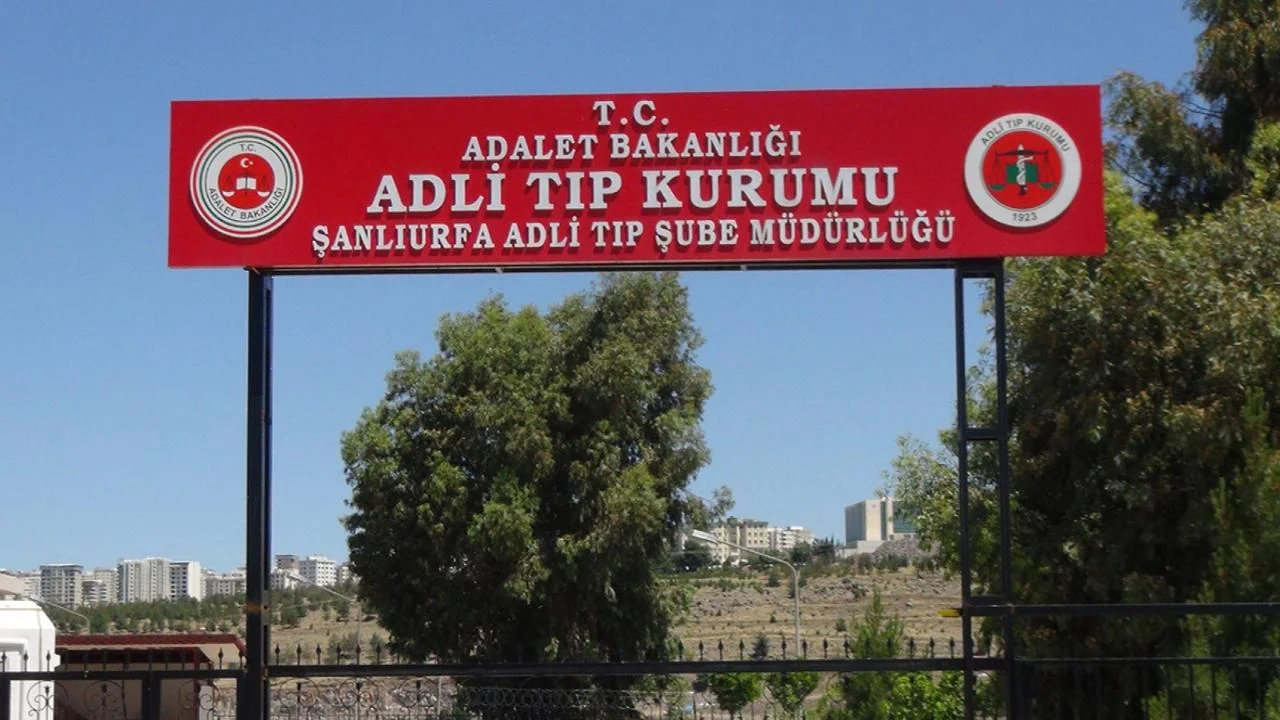 T.C.
ADALET BAKANLIĞI
ADLİ TIP KURUMU
ŞANLIURFA ADLİ TIP ŞUBE MÜDÜRLÜĞÜ
T.C.
ADALET BAKANLIĞI
ADLİ TIP KURUMU
1923